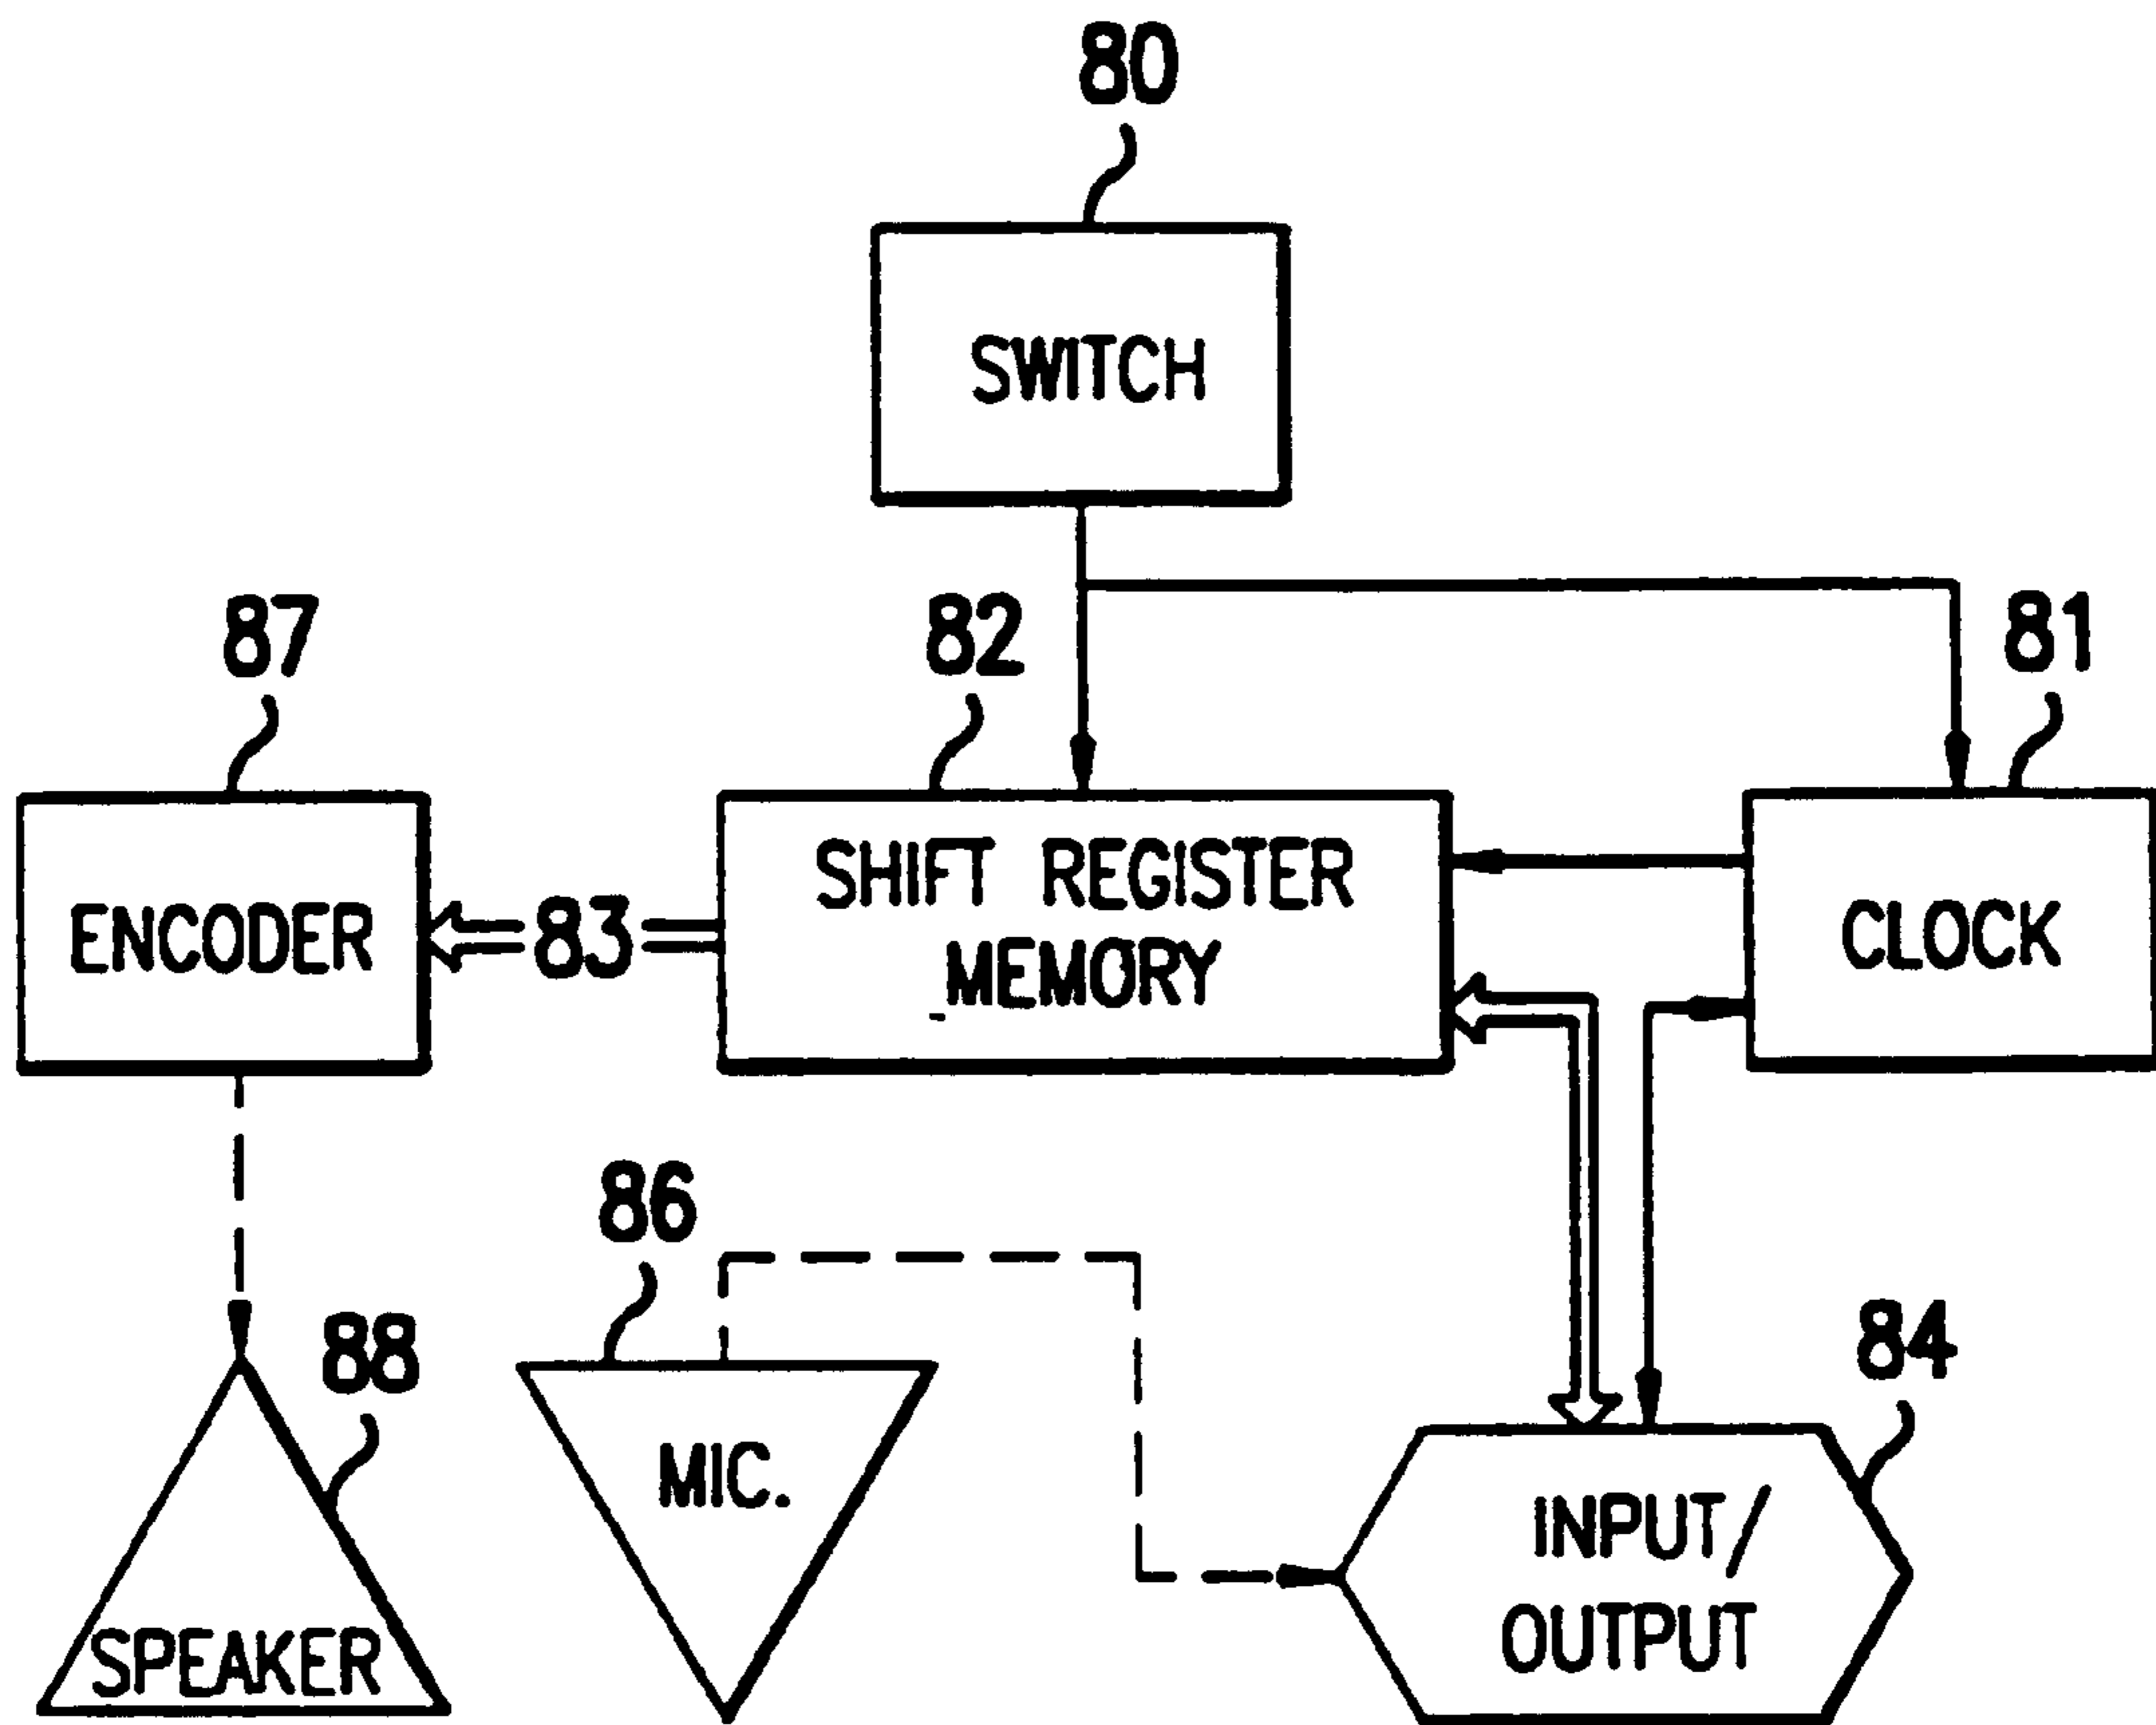 80
SWITCH
87
82
81
ENCODER
83
SHIFT REGISTER
MEMORY
CLOCK
86
88
84
MIC.
INPUT/
OUTPUT
SPEAKER